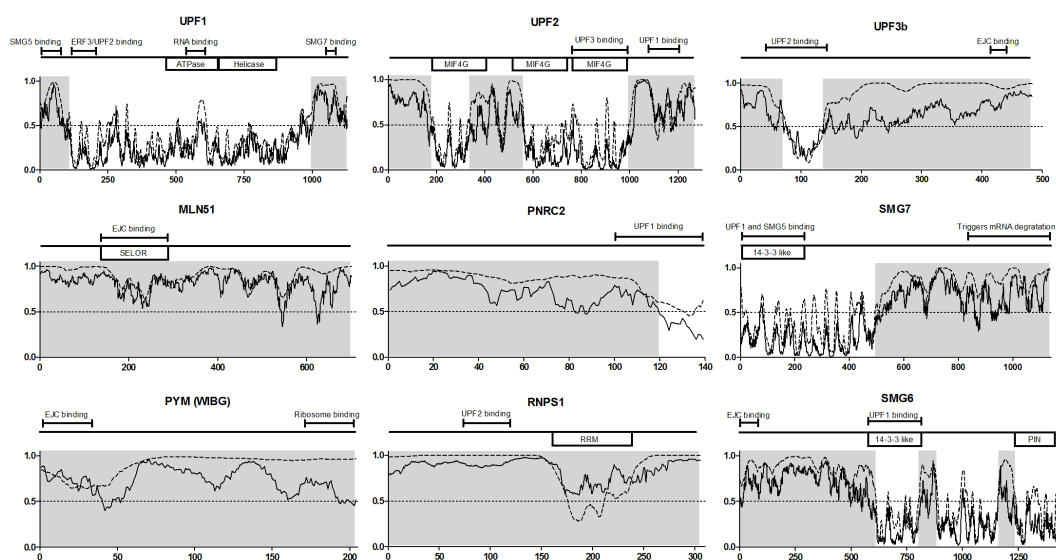 UPF1
SMG5 binding ERF3/UPF2 binding RNA binding SMG7 binding
ATPase Helicase
1.0
0.5
0.0
0 500 1000
UPF2
UPF3 binding UPF1 binding
MIF4G MIF4G MIF4G
1.0
0.5
0.0
0 200 400 600 800 1000 1200
UPF3b
UPF2 binding EJC binding
1.0
0.5
0.0
0 100 200 300 400 500
MLN51
EJC binding
SELOR
1.0
0.5
0.0
0 200 400 600
PNRC2
UPF1 binding
1.0
0.5
0.0
0 20 40 60 80 100 120 140
SMG7
UPF1 and SMG5 binding Triggers mRNA degratation
14-3-3 like
1.0
0.5
0.0
0 200 400 600 800 1000
PYM (WIBG)
EJC binding Ribosome binding
1.0
0.5
0.0
0 50 100 150 200
RNPS1
UPF2 binding
RRM
1.0
0.5
0.0
0 100 200 300
SMG6
EJC binding UPF1 binding
14-3-3 like PIN
1.0
0.5
0.0
0 250 500 750 1000 1250